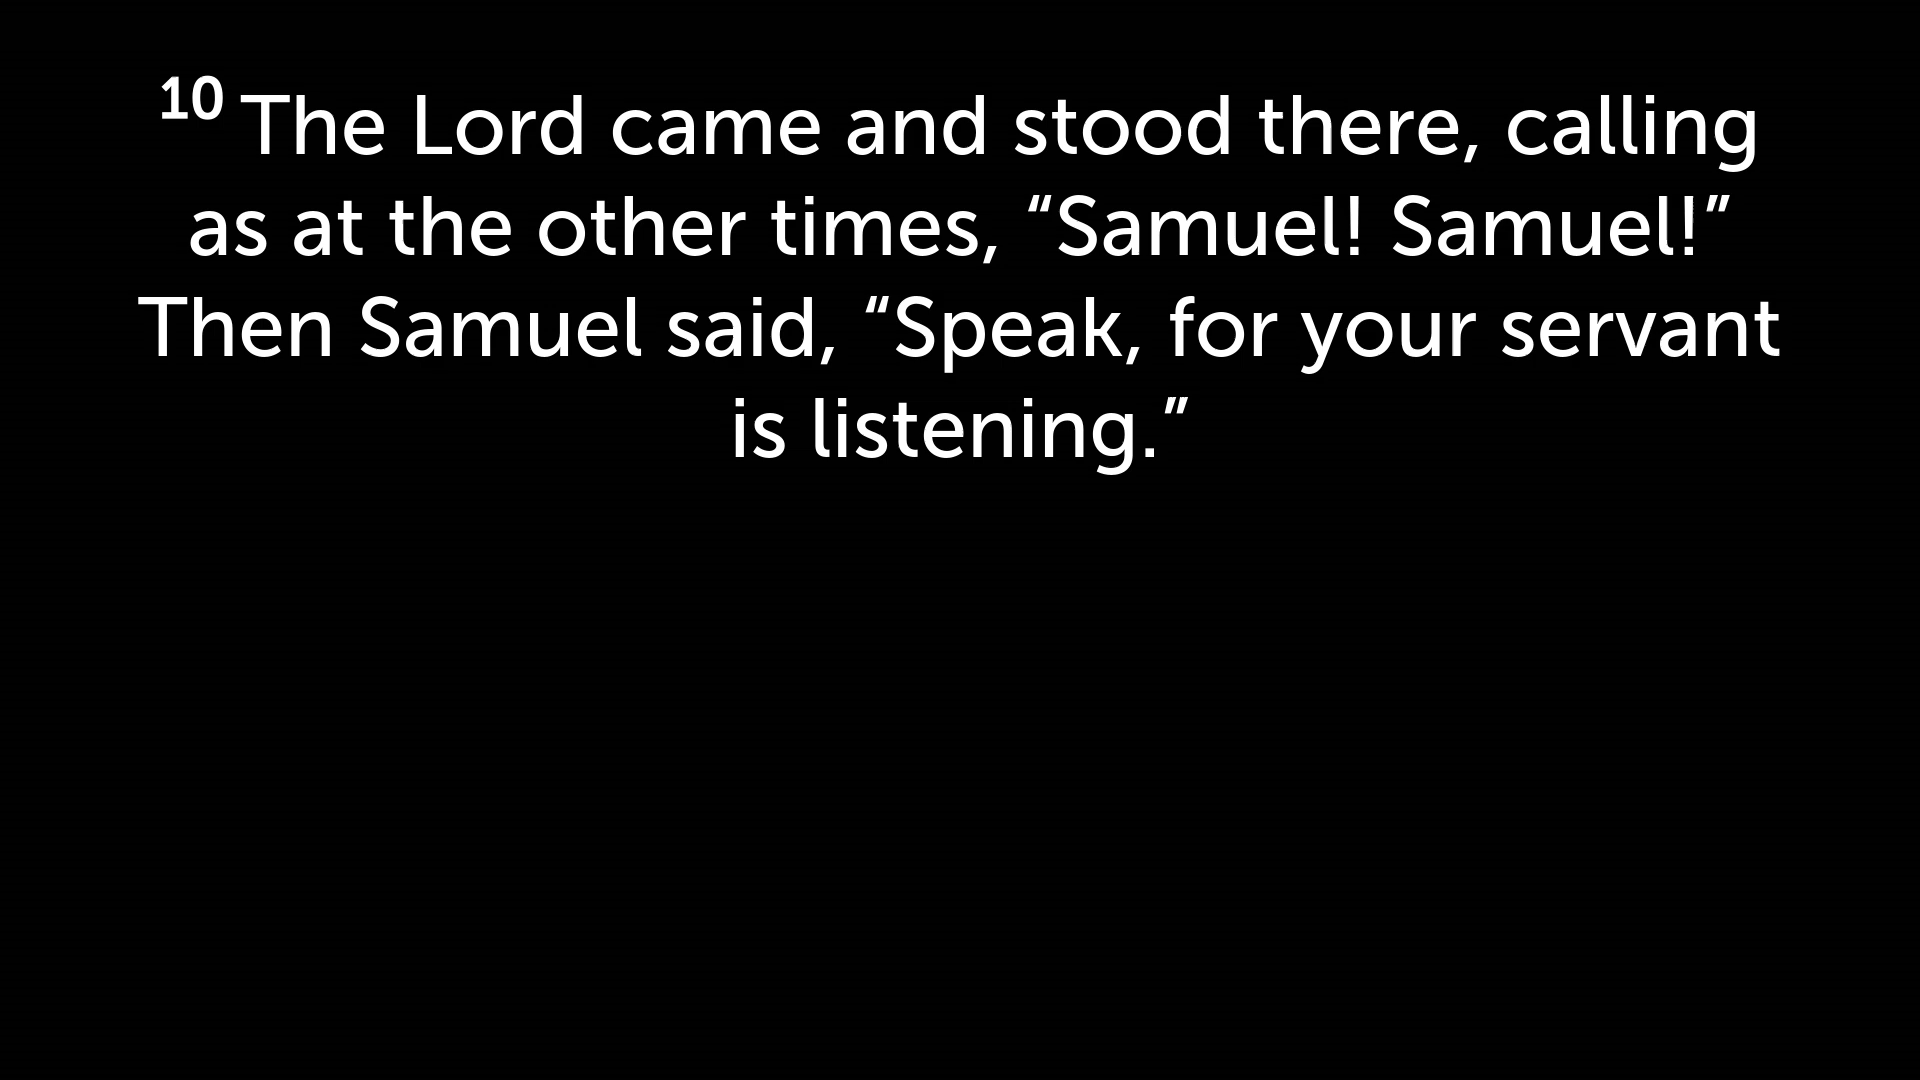 10 The Lord came and stood there, calling
as at the other times, “Samuel! Samuel!”
Then Samuel said, “Speak, for your servant
is listening.”